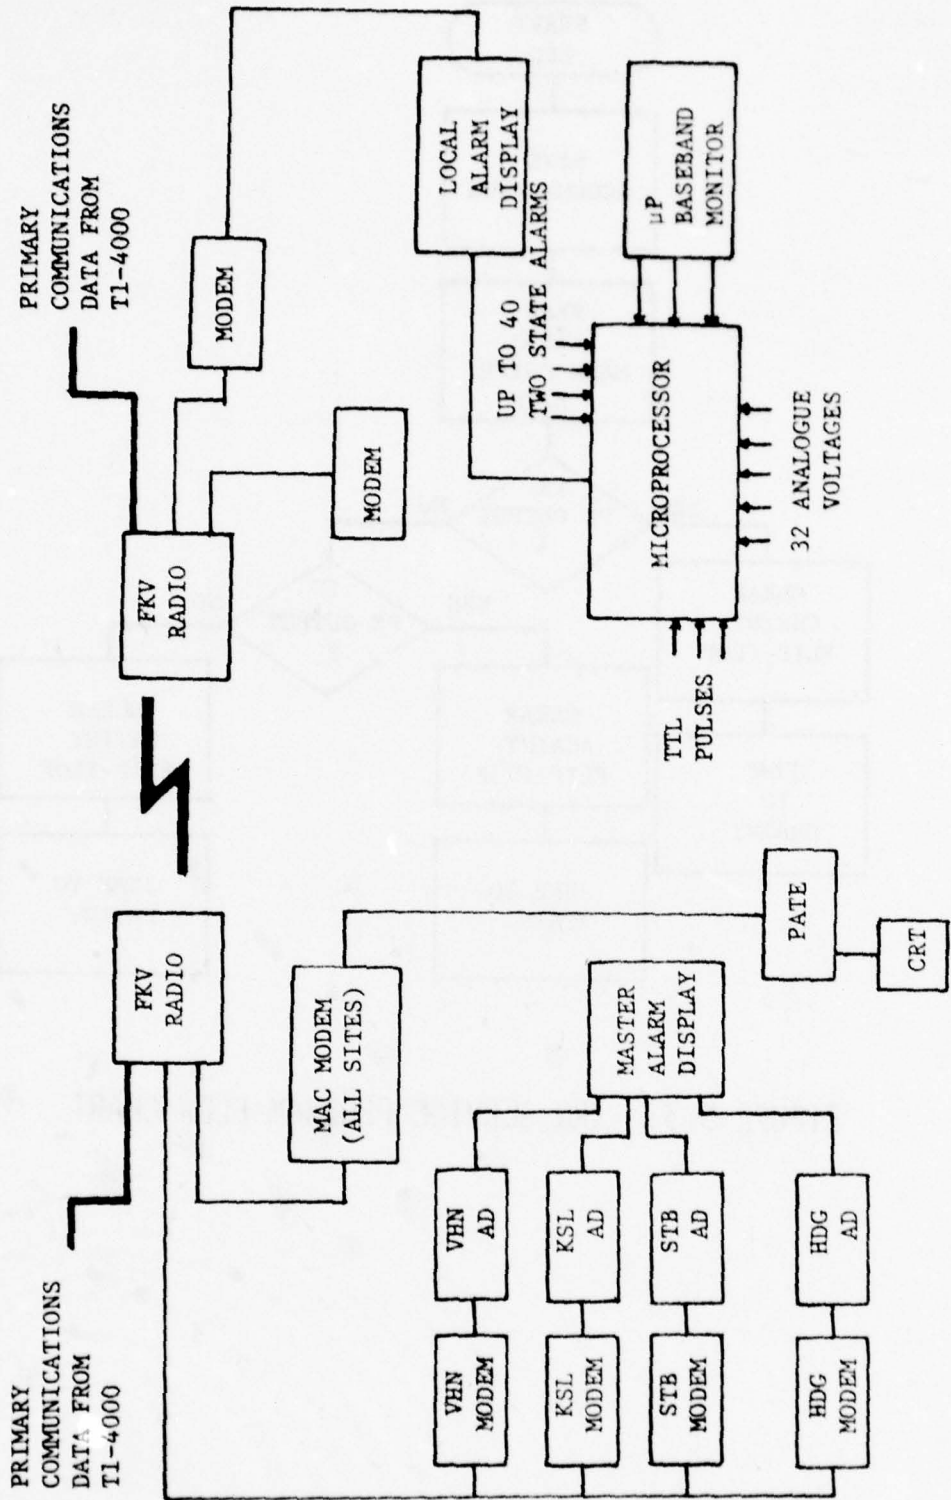 PRIMARY
COMMUNICATIONS
DATA FROM
T1-4000
FKV
RADIO
MAC MODEM
(ALL SITES)
VHN
MODEM
VHN
AD
KSL
MODEM
KSL
AD
STB
MODEM
STB
AD
HDG
MODEM
HDG
AD
MASTER
ALARM
DISPLAY
PATE
CRT
PRIMARY
COMMUNICATIONS
DATA FROM
T1-4000
FKV
RADIO
MODEM
MODEM
LOCAL
ALARM
DISPLAY
UP TO 40
TWO STATE ALARMS
MICROPROCESSOR
µP
BASEBAND
MONITOR
TTL
PULSES
32 ANALOGUE
VOLTAGES